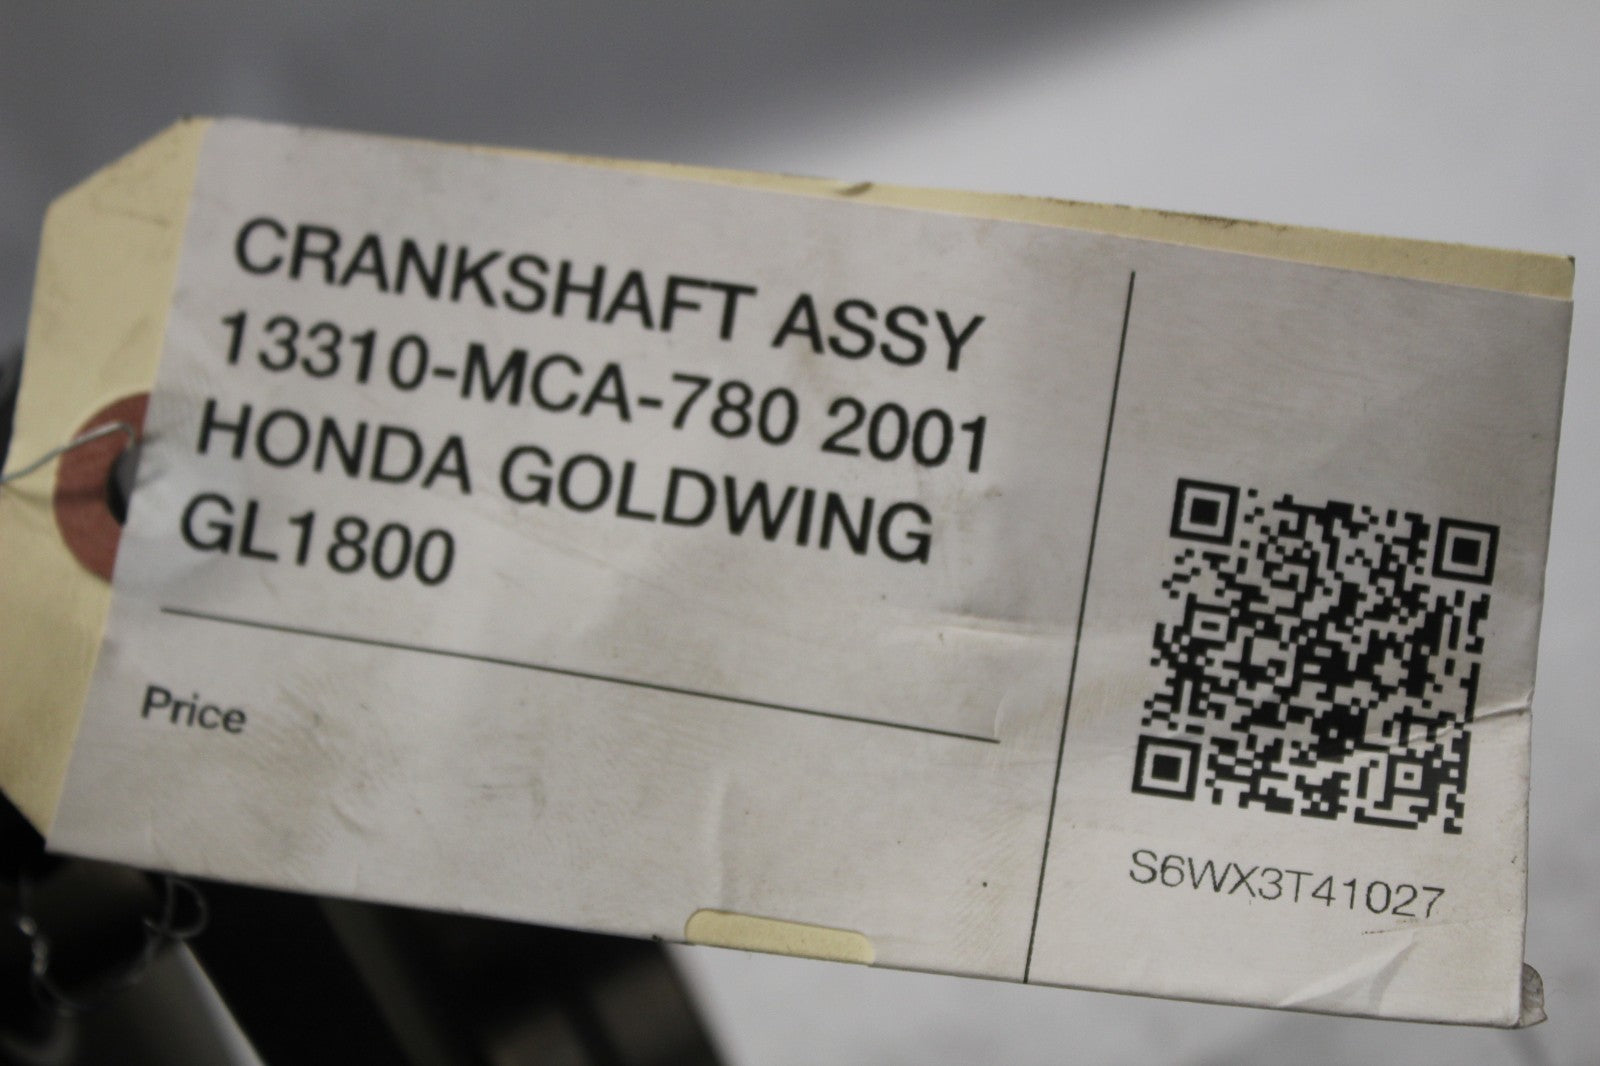 CRANKSHAFT ASSY
13310-MCA-780 2001
HONDA GOLDWING
GL1800
Price
S6WX3T41027